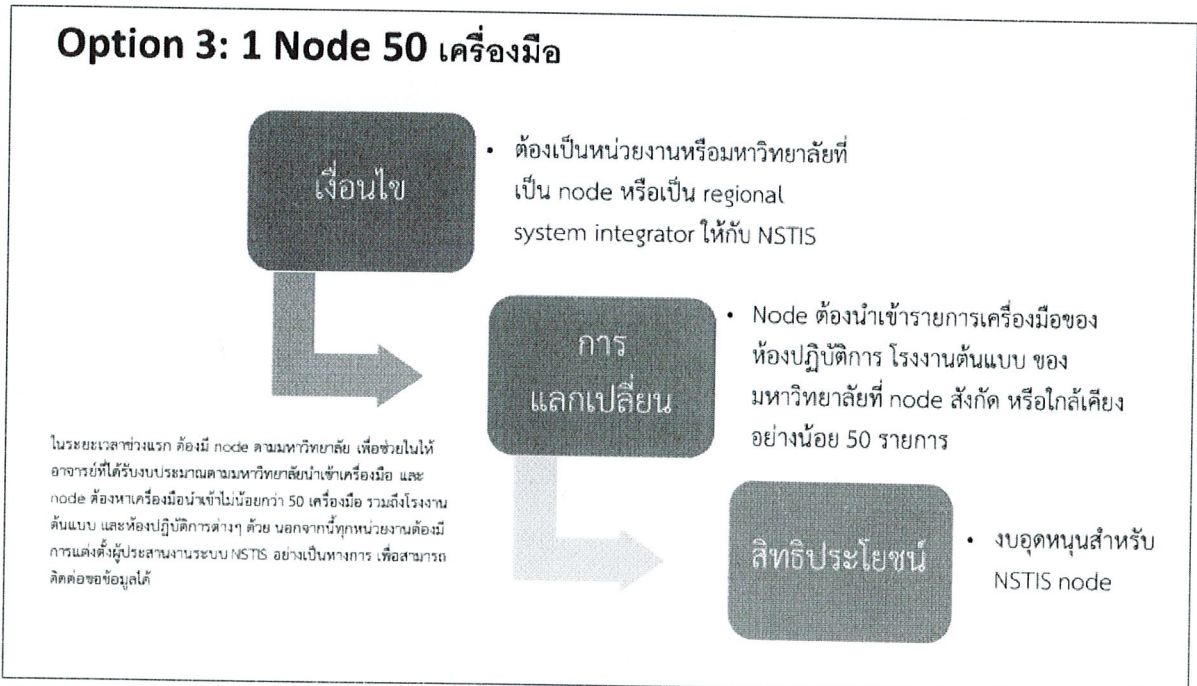 Option 3: 1 Node 50 เครื่องมือ
เงื่อนไข
• ต้องเป็นหน่วยงานหรือมหาวิทยาลัยที่
เป็น node หรือเป็น regional
system integrator ให้กับ NSTIS
การ
แลกเปลี่ยน
• Node ต้องนำเข้ารายการเครื่องมือของ
ห้องปฏิบัติการ โรงงานต้นแบบ ของ
มหาวิทยาลัยที่ node สังกัด หรือใกล้เคียง
อย่างน้อย 50 รายการ
ในระยะเวลาช่วงแรก ต้องมี node ตามมหาวิทยาลัย เพื่อช่วยในให้
อาจารย์ที่ได้รับงบประมาณตามมหาวิทยาลัยนำเข้าเครื่องมือ และ
node ต้องหาเครื่องมือนำเข้าไม่น้อยกว่า 50 เครื่องมือ รวมถึงโรงงาน
ต้นแบบ และห้องปฏิบัติการต่างๆ ด้วย นอกจากนี้ทุกหน่วยงานต้องมี
การแต่งตั้งผู้ประสานงานระบบ NSTIS อย่างเป็นทางการ เพื่อสามารถ
ติดต่อขอข้อมูลได้
สิทธิประโยชน์
• งบอุดหนุนสำหรับ
NSTIS node